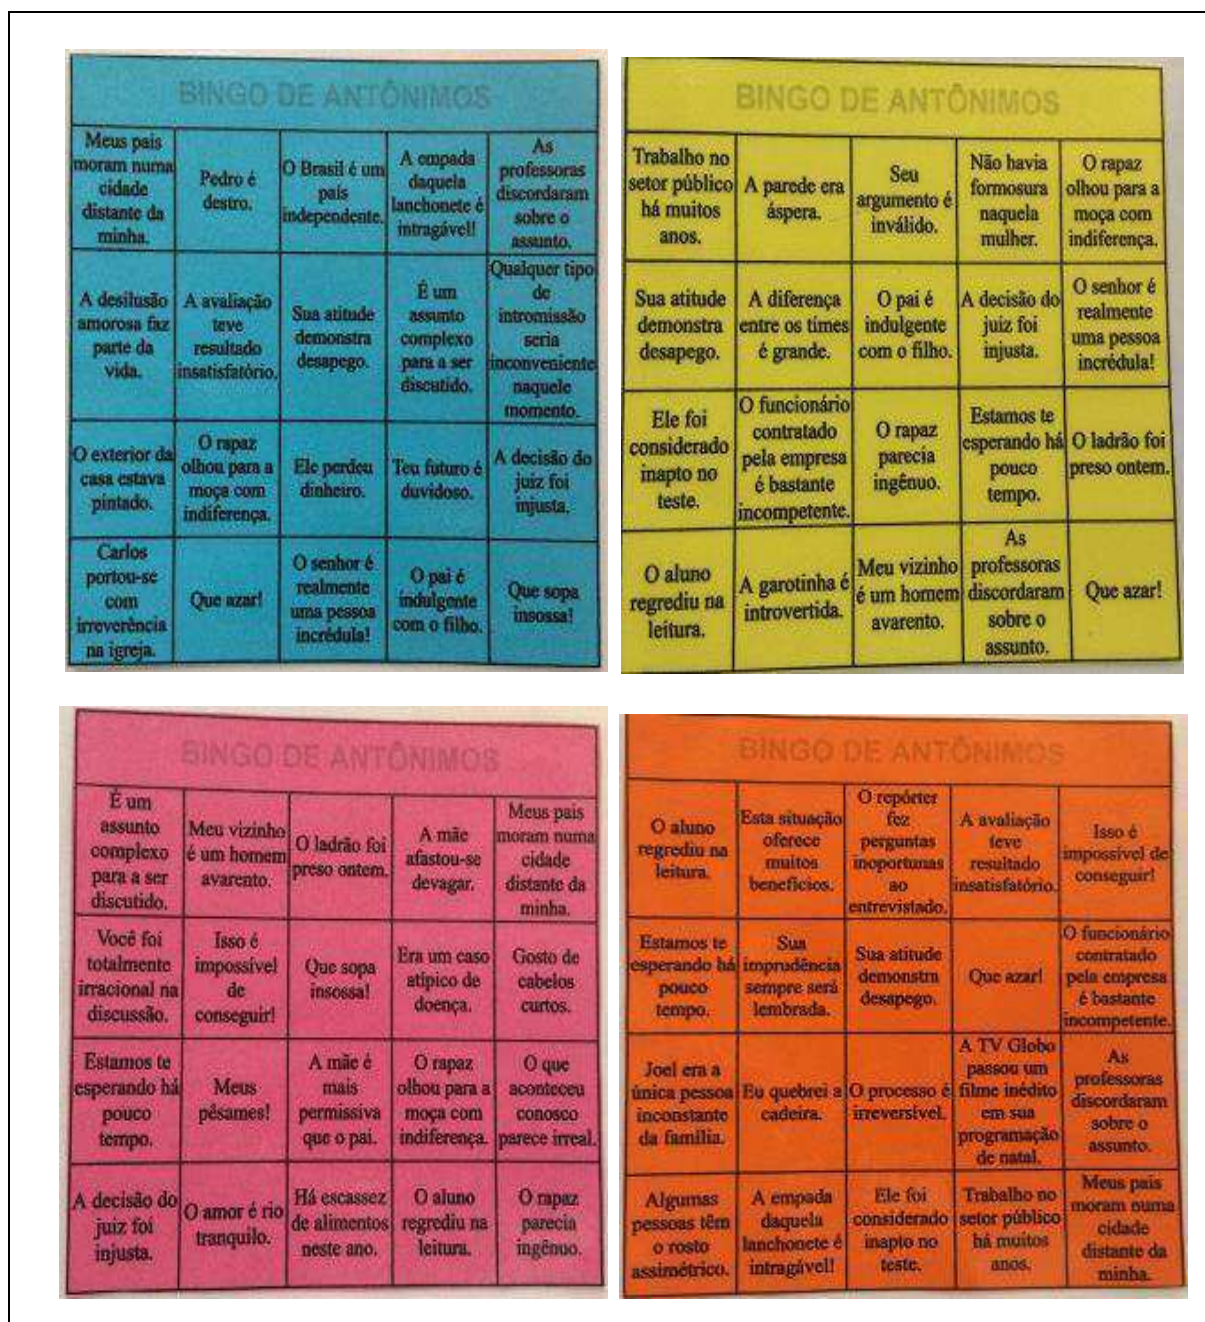 BINGO DE ANTÔNIMOS
Meus pais
moram numa
cidade
distante da
minha.
Pedro é
destro.
O Brasil é um
país
independente.
A empada
daquela
lanchonete é
intragável!
As
professoras
discordaram
sobre o
assunto.
A desilusão
amorosa faz
parte da
vida.
A avaliação
teve
resultado
insatisfatório.
Sua atitude
demonstra
desapego.
É um
assunto
complexo
para a ser
discutido.
Qualquer tipo
de
intromissão
seria
inconveniente
naquele
momento.
O exterior da
casa estava
pintado.
O rapaz
olhou para a
moça com
indiferença.
Ele perdeu
dinheiro.
Teu futuro é
duvidoso.
A decisão do
juiz foi
injusta.
Carlos
portou-se
com
irreverência
na igreja.
Que azar!
O senhor é
realmente
uma pessoa
incrédula!
O pai é
indulgente
com o filho.
Que sopa
insossa!
BINGO DE ANTÔNIMOS
Trabalho no
setor público
há muitos
anos.
A parede era
áspera.
Seu
argumento é
inválido.
Não havia
formosura
naquela
mulher.
O rapaz
olhou para a
moça com
indiferença.
Sua atitude
demonstra
desapego.
A diferença
entre os times
é grande.
O pai é
indulgente
com o filho.
A decisão do
juiz foi
injusta.
O senhor é
realmente
uma pessoa
incrédula!
Ele foi
considerado
inapto no
teste.
O funcionário
contratado
pela empresa
é bastante
incompetente.
O rapaz
parecia
ingênuo.
Estamos te
esperando há
pouco
tempo.
O ladrão foi
preso ontem.
O aluno
regrediu na
leitura.
A garotinha é
introvertida.
Meu vizinho
é um homem
avarento.
As
professoras
discordaram
sobre o
assunto.
Que azar!
BINGO DE ANTÔNIMOS
É um
assunto
complexo
para a ser
discutido.
Meu vizinho
é um homem
avarento.
O ladrão foi
preso ontem.
A mãe
afastou-se
devagar.
Meus pais
moram numa
cidade
distante da
minha.
Você foi
totalmente
irracional na
discussão.
Isso é
impossível
de
conseguir!
Que sopa
insossa!
Era um caso
atípico de
doença.
Gosto de
cabelos
curtos.
Estamos te
esperando há
pouco
tempo.
Meus
pêsames!
A mãe é
mais
permissiva
que o pai.
O rapaz
olhou para a
moça com
indiferença.
O que
aconteceu
conosco
parece irreal.
A decisão do
juiz foi
injusta.
O amor é rio
tranquilo.
Há escassez
de alimentos
neste ano.
O aluno
regrediu na
leitura.
O rapaz
parecia
ingênuo.
BINGO DE ANTÔNIMOS
O aluno
regrediu na
leitura.
Esta situação
oferece
muitos
benefícios.
O repórter
fez
perguntas
inoportunas
ao
entrevistado.
A avaliação
teve
resultado
insatisfatório.
Isso é
impossível de
conseguir!
Estamos te
esperando há
pouco
tempo.
Sua
imprudência
sempre será
lembrada.
Sua atitude
demonstra
desapego.
Que azar!
O funcionário
contratado
pela empresa
é bastante
incompetente.
Joel era a
única pessoa
inconstante
da família.
Eu quebrei a
cadeira.
O processo é
irreversível.
A TV Globo
passou um
filme inédito
em sua
programação
de natal.
As
professoras
discordaram
sobre o
assunto.
Algumas
pessoas têm
o rosto
assimétrico.
A empada
daquela
lanchonete é
intragável!
Ele foi
considerado
inapto no
teste.
Trabalho no
setor público
há muitos
anos.
Meus pais
moram numa
cidade
distante da
minha.